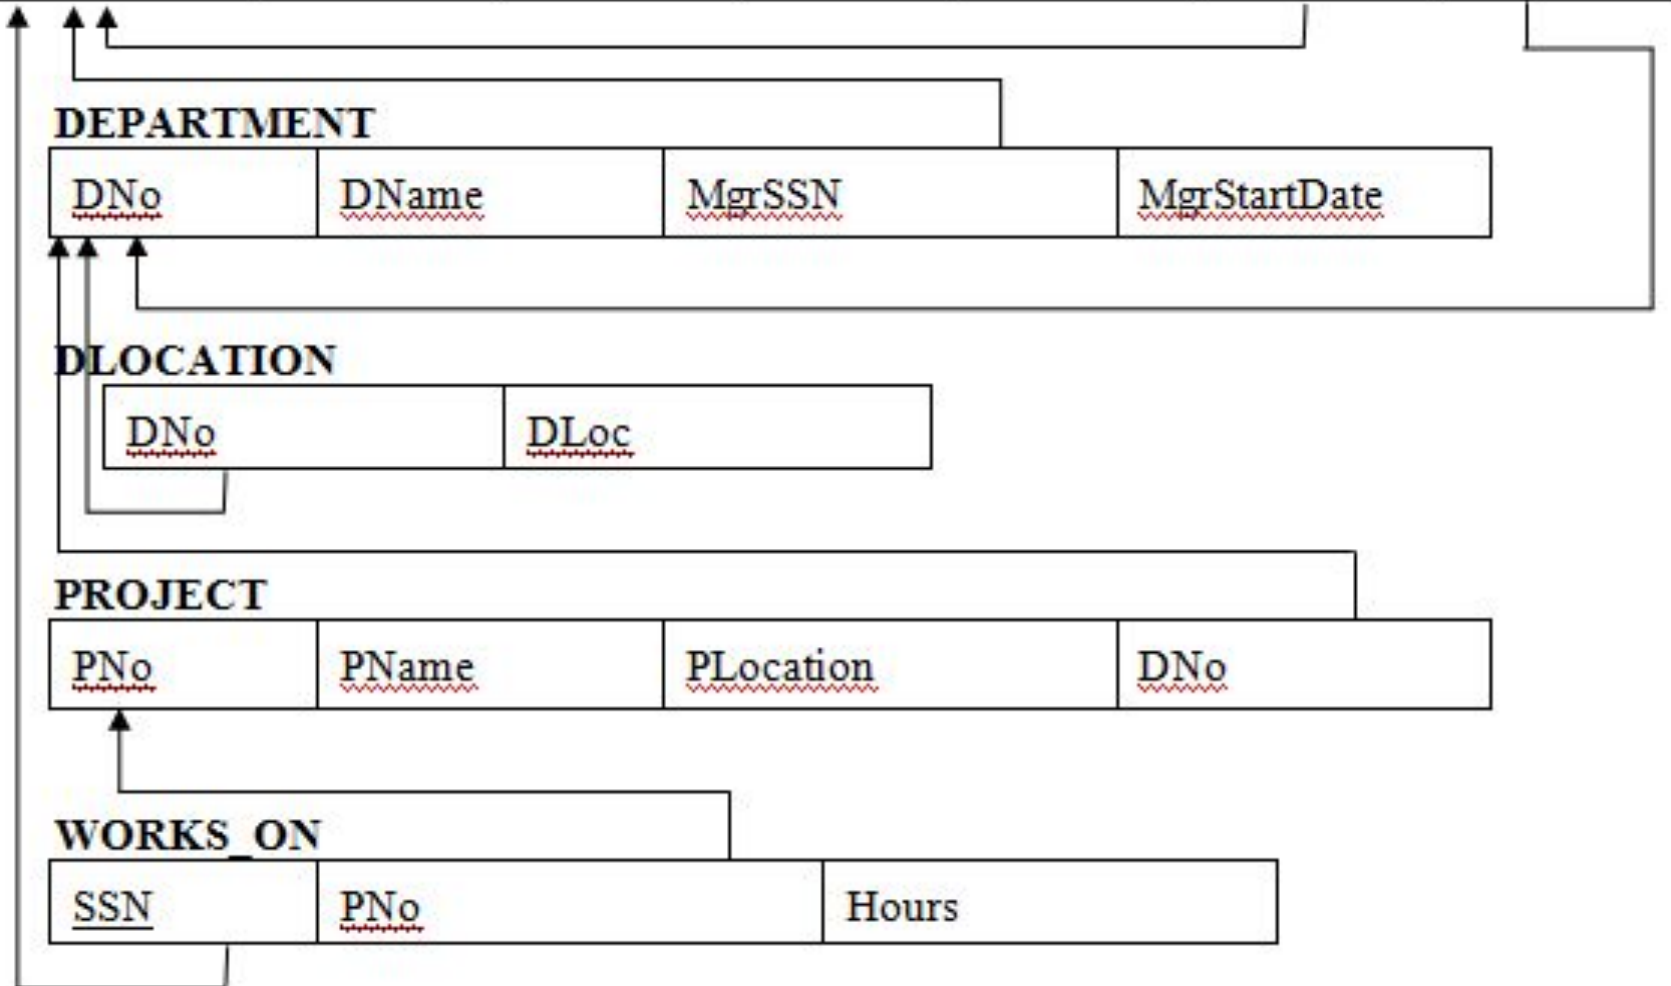 DEPARTMENT
DNo DName MgrSSN MgrStartDate
DLOCATION
DNo DLoc
PROJECT
PNo PName PLocation DNo
WORKS_ON
SSN PNo Hours